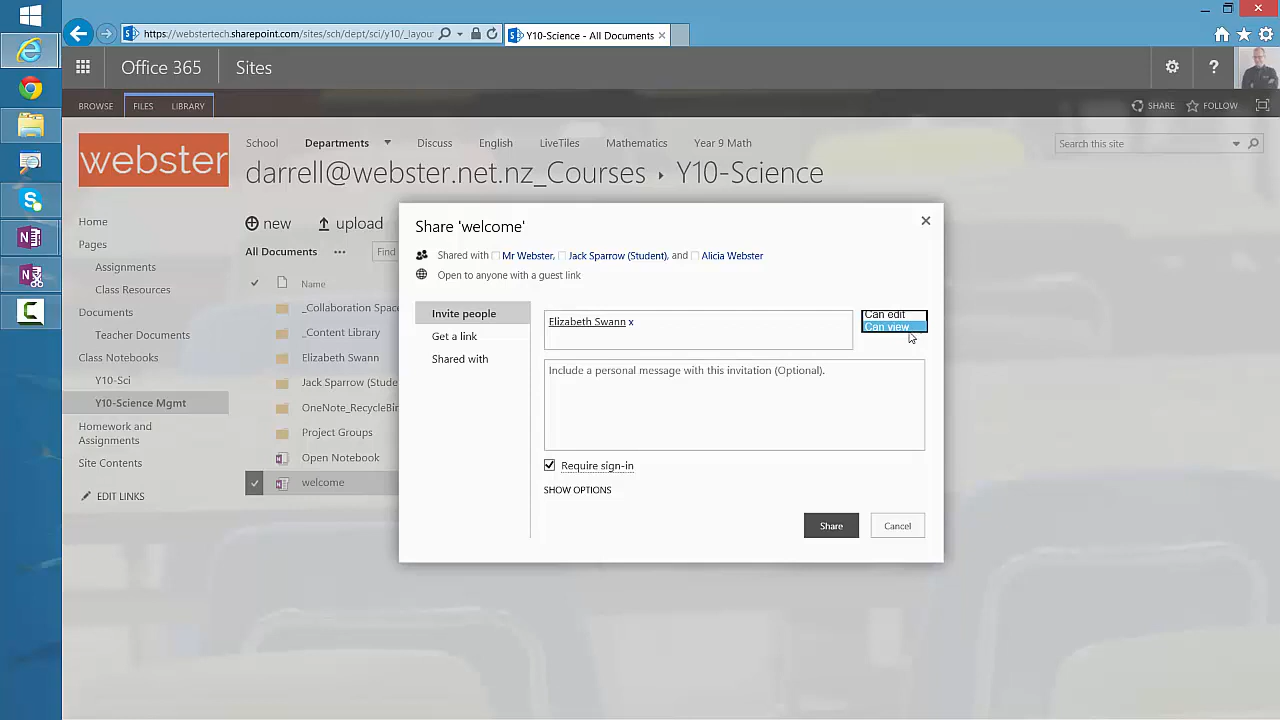 https://webstertech.sharepoint.com/sites/sch/dept/sci/y10/_layou
Y10-Science - All Documents
Office 365
Sites
?
BROWSE
FILES
LIBRARY
SHARE
FOLLOW
webster
School
Departments
Discuss
English
LiveTiles
Mathematics
Year 9 Math
Search this site
darrell@webster.net.nz_Courses ▸ Y10-Science
Home
Pages
Assignments
Class Resources
Documents
Teacher Documents
Class Notebooks
Y10-Sci
Y10-Science Mgmt
Homework and
Assignments
Site Contents
EDIT LINKS
new
upload
All Documents
...
Find
Name
_Collaboration Space
_Content Library
Elizabeth Swann
Jack Sparrow (Stude
OneNote_RecycleBin
Project Groups
Open Notebook
welcome
Share 'welcome'
Shared with Mr Webster, Jack Sparrow (Student), and Alicia Webster
Open to anyone with a guest link
Invite people
Get a link
Shared with
Elizabeth Swann x
Can edit
Can view
Include a personal message with this invitation (Optional).
Require sign-in
SHOW OPTIONS
Share
Cancel